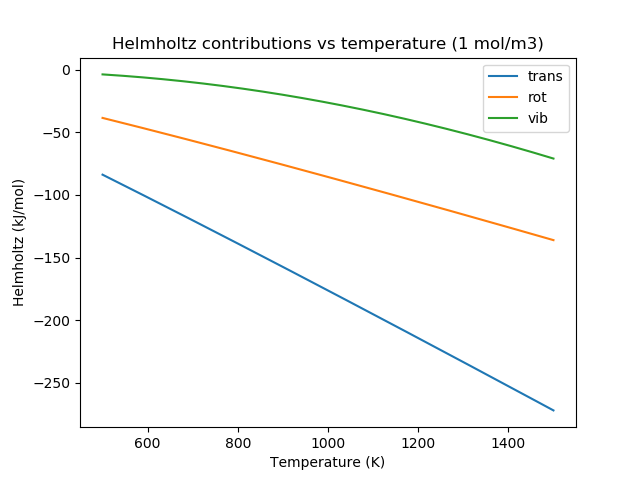 Helmholtz contributions vs temperature (1 mol/m3)
trans
rot
vib
Helmholtz (kJ/mol)
0
−50
−100
−150
−200
−250
600
800
1000
1200
1400
Temperature (K)